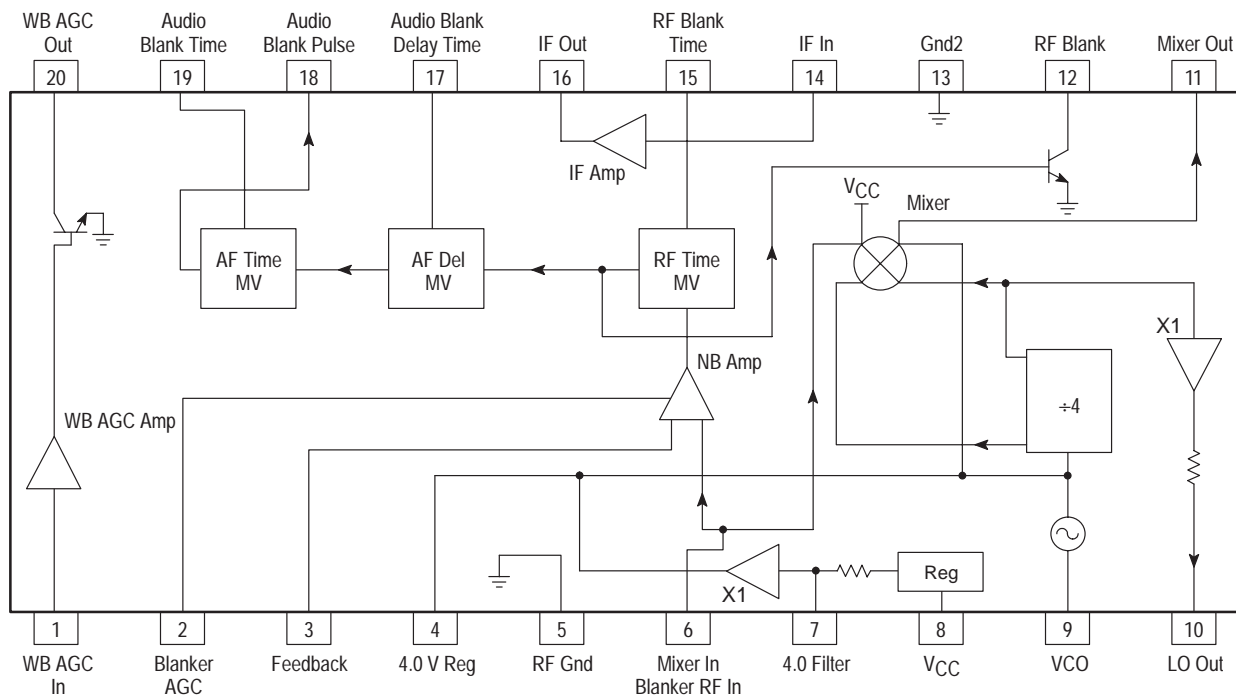 WB AGC
Out
Audio
Blank Time
Audio
Blank Pulse
Audio Blank
Delay Time
IF Out
RF Blank
Time
IF In
Gnd2
RF Blank
Mixer Out
20
19
18
17
16
15
14
13
12
11
IF Amp
VCC
Mixer
AF Time
MV
AF Del
MV
RF Time
MV
X1
NB Amp
÷4
WB AGC Amp
X1
Reg
1
2
3
4
5
6
7
8
9
10
WB AGC
In
Blanker
AGC
Feedback
4.0 V Reg
RF Gnd
Mixer In
Blanker RF In
4.0 Filter
VCC
VCO
LO Out